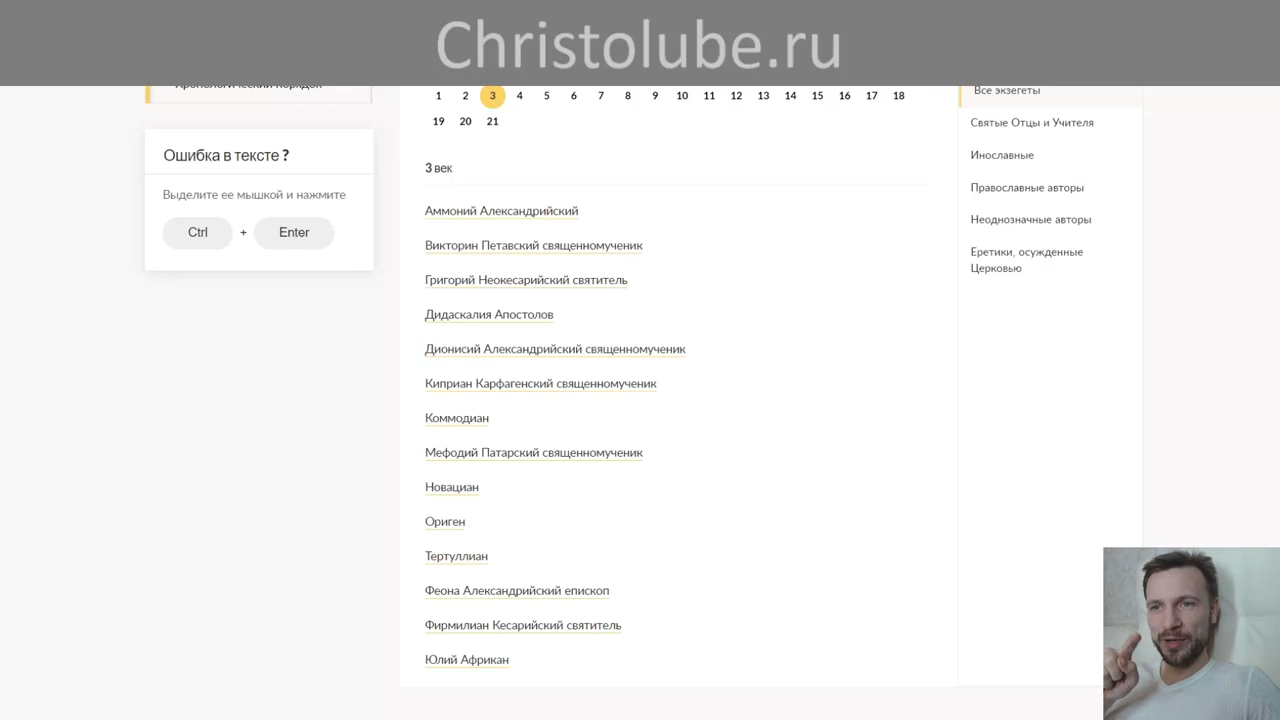 Christolube.ru
Хронологический порядок
1 2 3 4 5 6 7 8 9 10 11 12 13 14 15 16 17 18
19 20 21
Ошибка в тексте ?
Выделите ее мышкой и нажмите
Ctrl + Enter
3 век
Аммоний Александрийский
Викторин Петавский священномученик
Григорий Неокесарийский святитель
Дидаскалия Апостолов
Дионисий Александрийский священномученик
Киприан Карфагенский священномученик
Коммодиан
Мефодий Патарский священномученик
Новациан
Ориген
Тертуллиан
Феона Александрийский епископ
Фирмилиан Кесарийский святитель
Юлий Африкан
Все экзегеты
Святые Отцы и Учителя
Инославные
Православные авторы
Неоднозначные авторы
Еретики, осужденные
Церковью